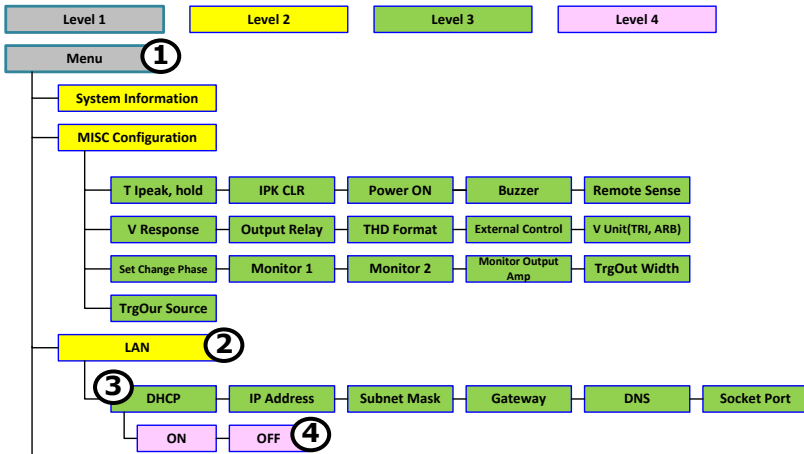 Level 1 Level 2 Level 3 Level 4
Menu 1
System Information
MISC Configuration
T Ipeak, hold IPK CLR Power ON Buzzer Remote Sense
V Response Output Relay THD Format External Control V Unit(TRI, ARB)
Set Change Phase Monitor 1 Monitor 2 Monitor Output Amp TrgOut Width
TrgOur Source
LAN 2
3 DHCP IP Address Subnet Mask Gateway DNS Socket Port
ON OFF 4